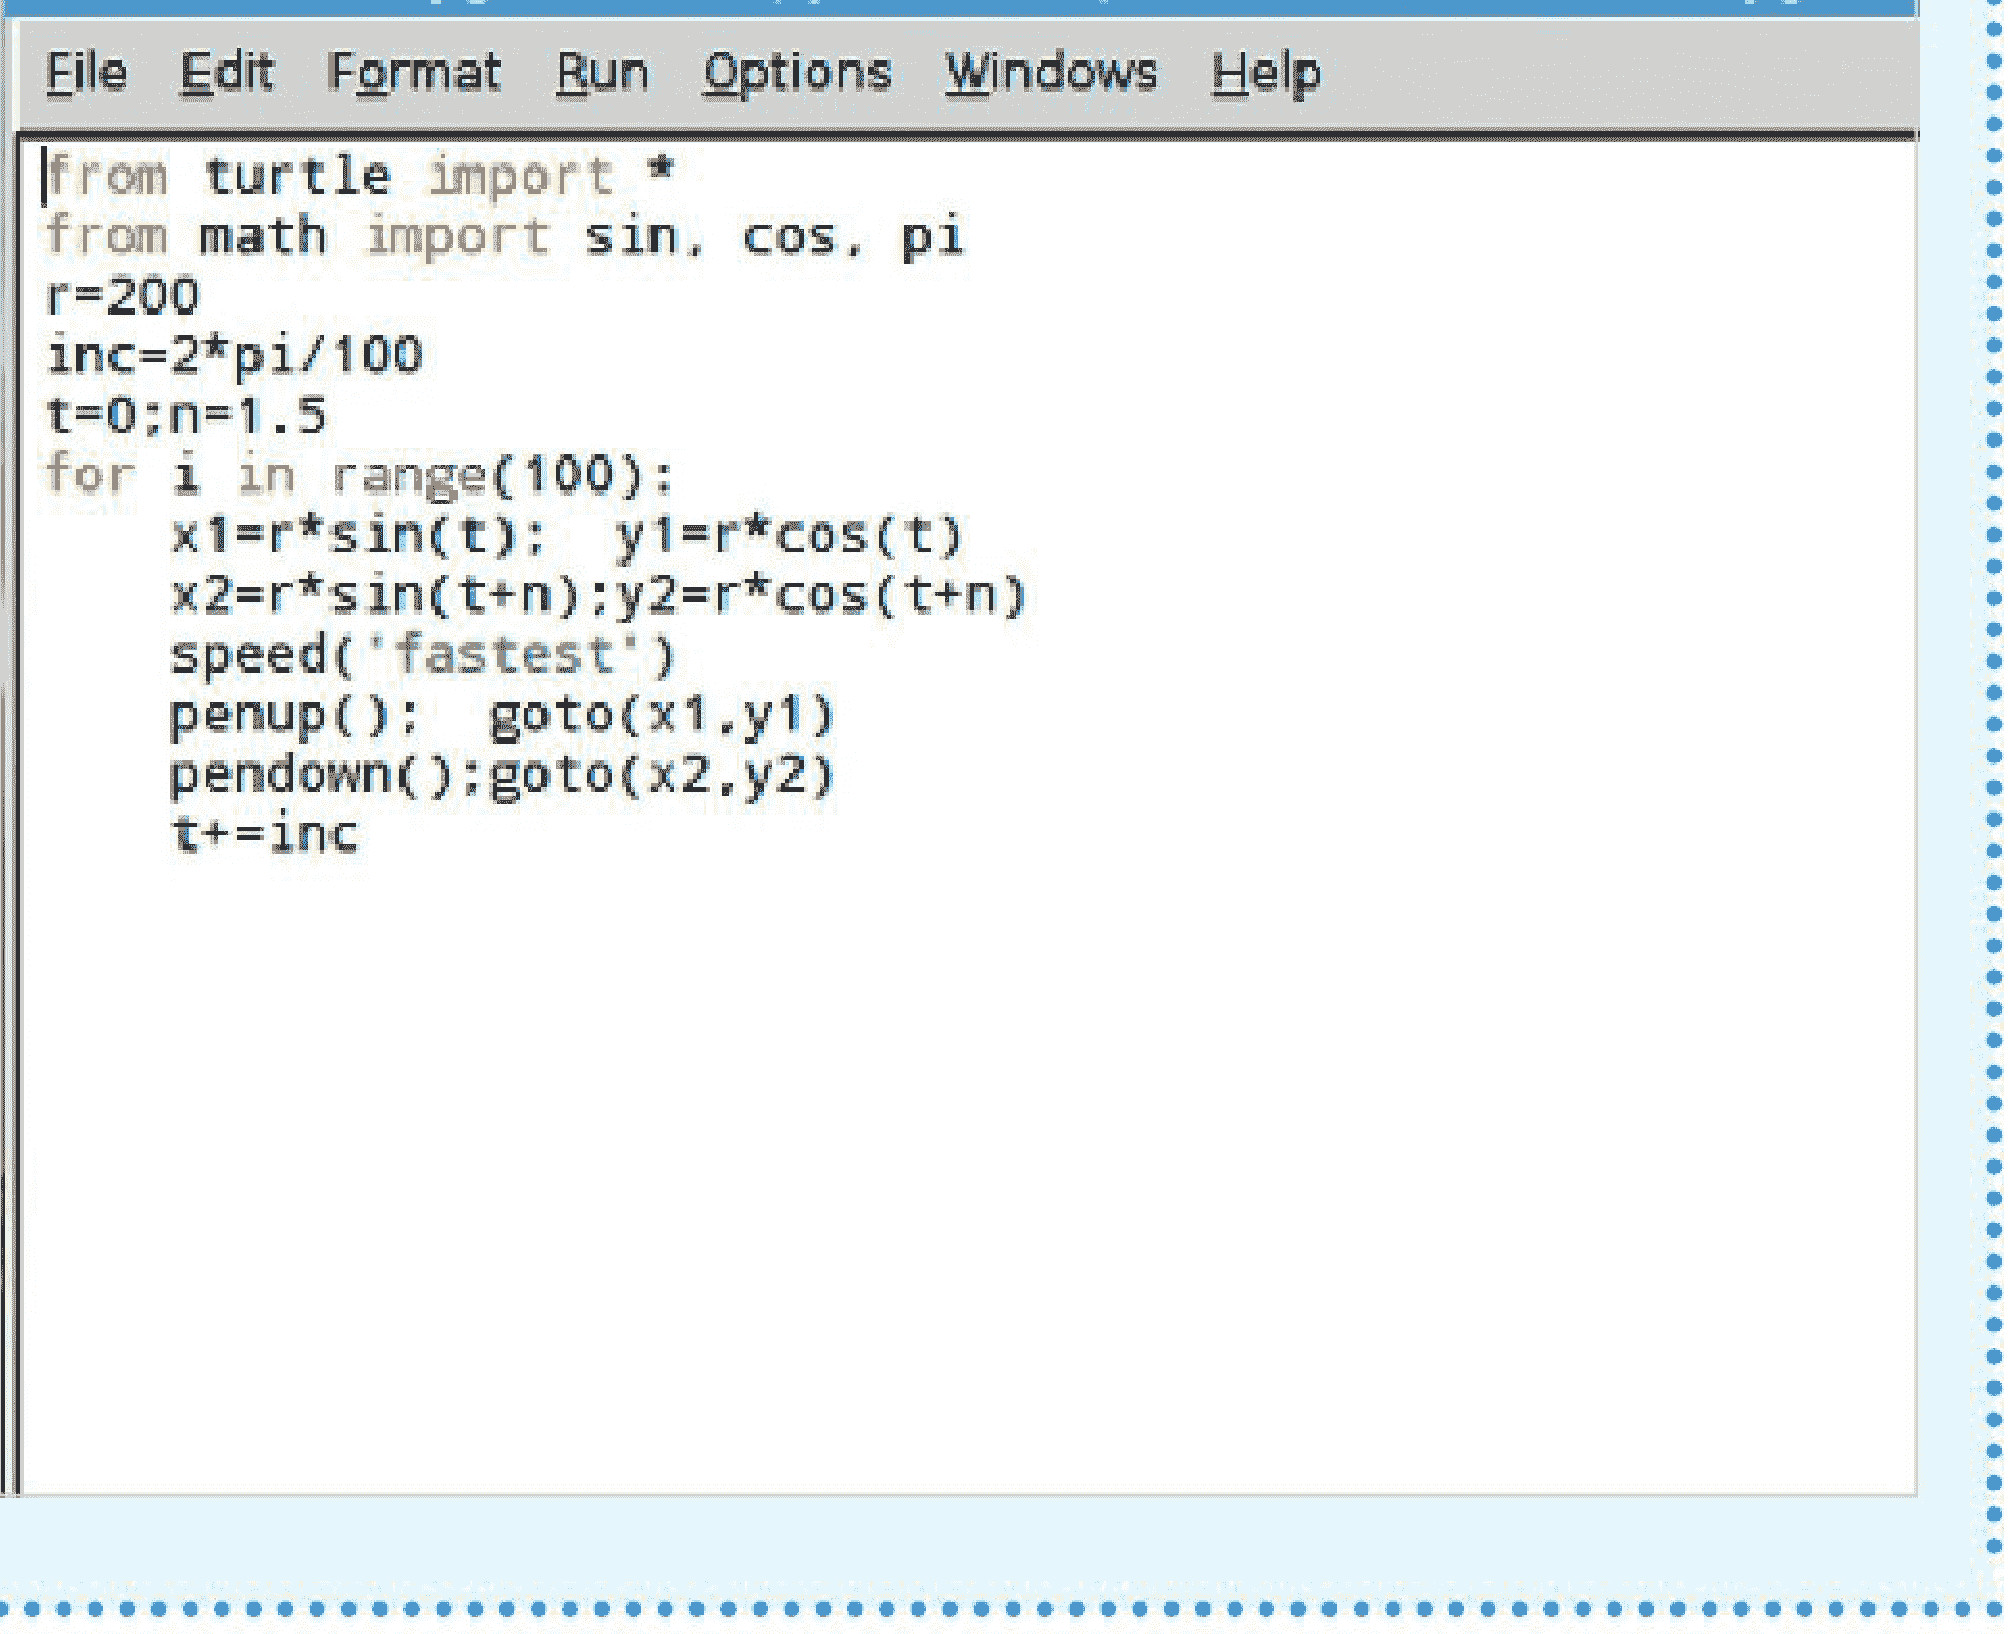 File Edit Format Run Options Windows Help
from turtle import *
from math import sin, cos, pi
r=200
inc=2*pi/100
t=0;n=1.5
for i in range(100):
    x1=r*sin(t);  y1=r*cos(t)
    x2=r*sin(t+n);y2=r*cos(t+n)
    speed('fastest')
    penup();  goto(x1,y1)
    pendown();goto(x2,y2)
    t+=inc